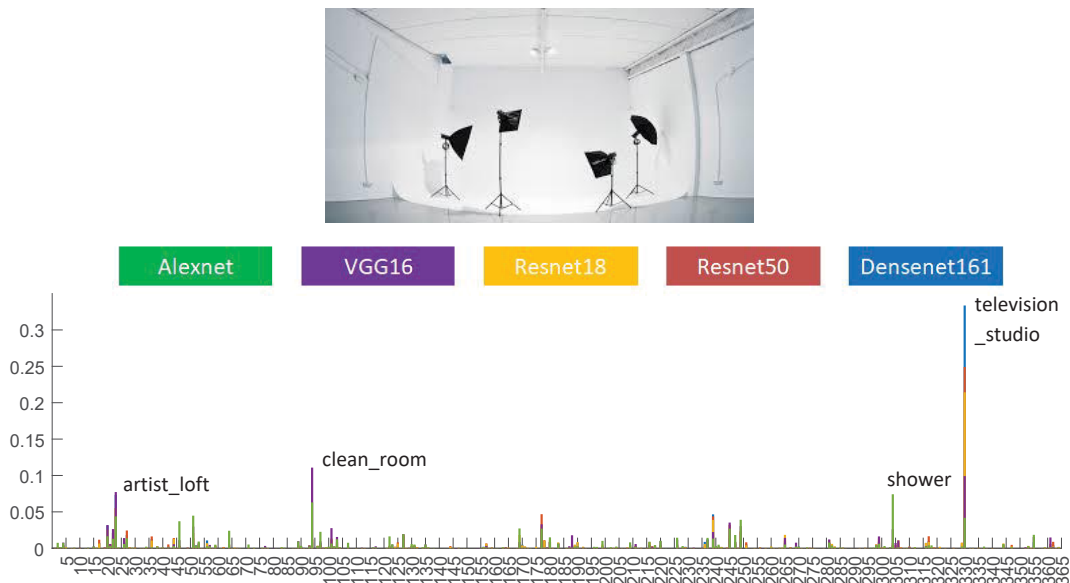 Alexnet VGG16 Resnet18 Resnet50 Densenet161
television
_studio
0.3
0.25
0.2
0.15
clean_room
0.1
artist_loft
shower
0.05
0
5 10 15 20 25 30 35 40 45 50 55 60 65 70 75 80 85 90 95 100 105 110 115 120 125 130 135 140 145 150 155 160 165 170 175 180 185 190 195 200 205 210 215 220 225 230 235 240 245 250 255 260 265 270 275 280 285 290 295 300 305 310 315 320 325 330 335 340 345 350 355 360 365